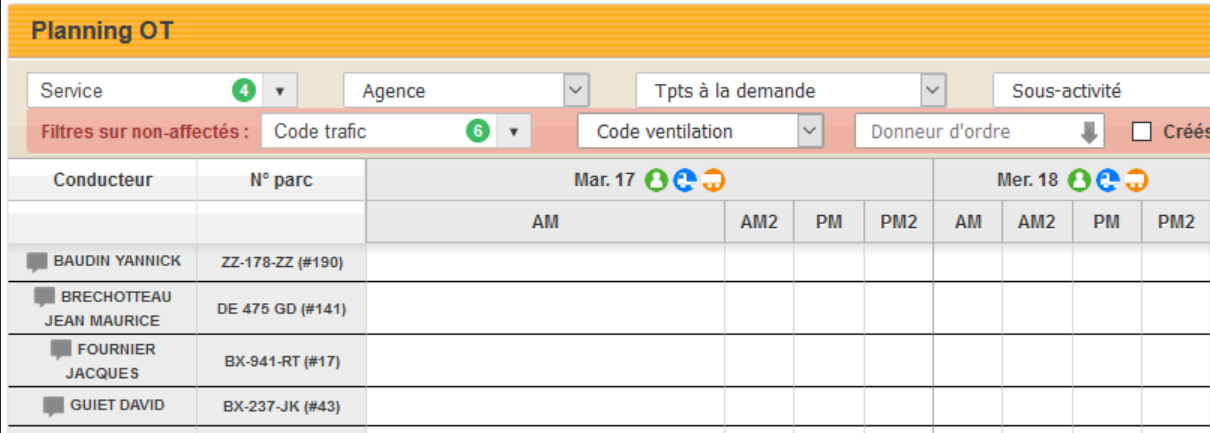 Planning OT
Service 4 Agence Tpts à la demande Sous-activité
Filtres sur non-affectés : Code trafic 6 Code ventilation Donneur d'ordre Créés
Conducteur N° parc Mar. 17 Mer. 18
AM AM2 PM PM2 AM AM2 PM PM2
BAUDIN YANNICK ZZ-178-ZZ (#190)
BRECHOTTEAU
JEAN MAURICE DE 475 GD (#141)
FOURNIER
JACQUES BX-941-RT (#17)
GUIET DAVID BX-237-JK (#43)